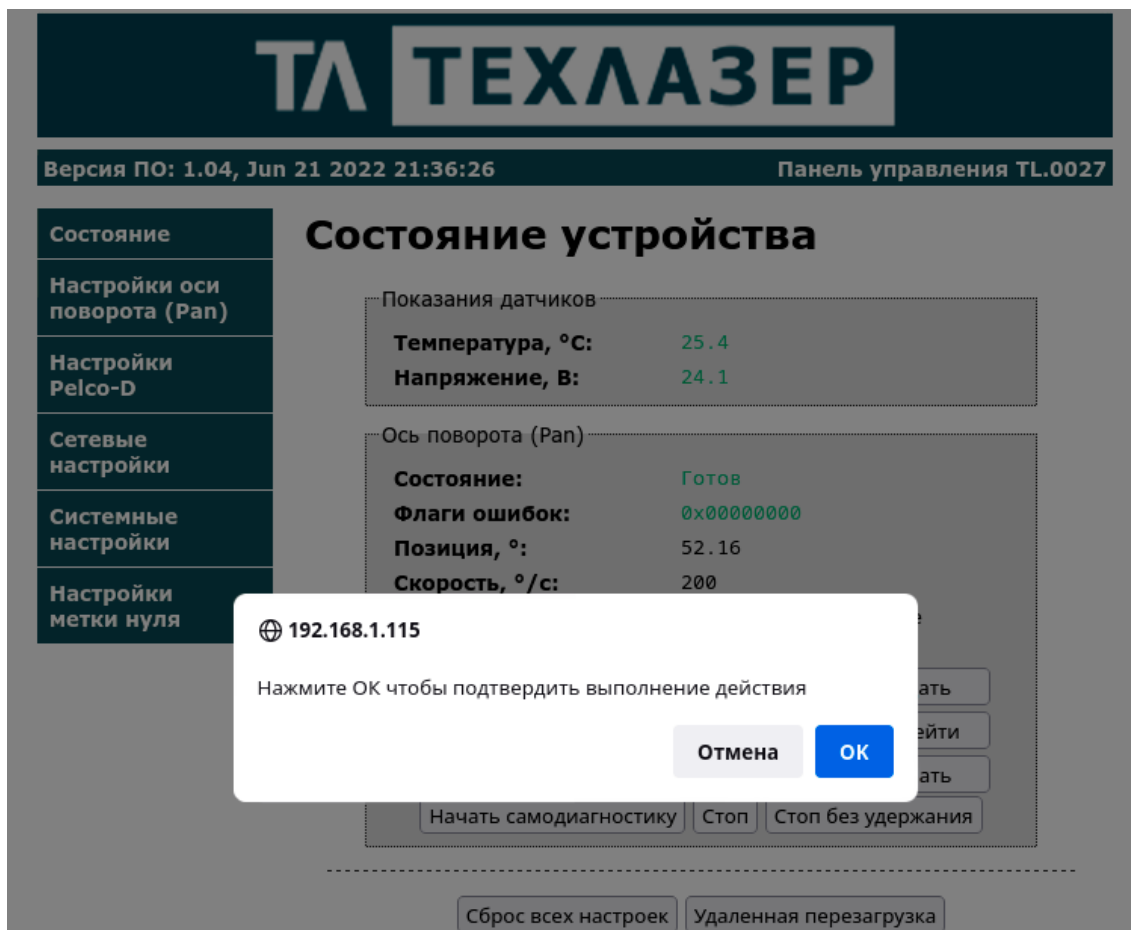 ТЛ ТЕХЛАЗЕР
Версия ПО: 1.04, Jun 21 2022 21:36:26 Панель управления TL.0027
Состояние
Настройки оси
поворота (Pan)
Настройки
Pelco-D
Сетевые
настройки
Системные
настройки
Настройки
метки нуля
Состояние устройства
Показания датчиков
Температура, °C: 25.4
Напряжение, В: 24.1
Ось поворота (Pan)
Состояние: Готов
Флаги ошибок: 0x00000000
Позиция, °: 52.16
Скорость, °/с: 200
192.168.1.115
Нажмите ОК чтобы подтвердить выполнение действия
Отмена ОК
Начать самодиагностику Стоп Стоп без удержания
Сброс всех настроек Удаленная перезагрузка